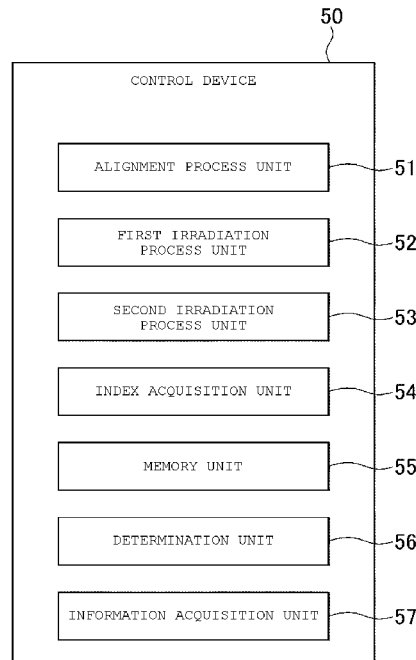 50
CONTROL DEVICE
ALIGNMENT PROCESS UNIT
51
FIRST IRRADIATION
PROCESS UNIT
52
SECOND IRRADIATION
PROCESS UNIT
53
INDEX ACQUISITION UNIT
54
MEMORY UNIT
55
DETERMINATION UNIT
56
INFORMATION ACQUISITION UNIT
57